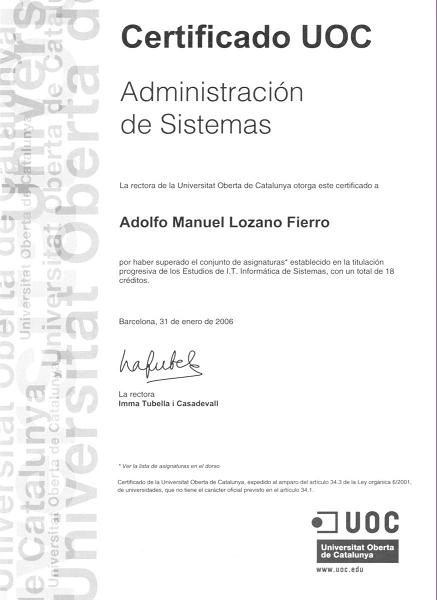 Certificado UOC
Administración
de Sistemas
La rectora de la Universitat Oberta de Catalunya otorga este certificado a
Adolfo Manuel Lozano Fierro
por haber superado el conjunto de asignaturas* establecido en la titulación
progresiva de los Estudios de I.T. Informática de Sistemas, con un total de 18
créditos.
Barcelona, 31 de enero de 2006
La rectora
Imma Tubella i Casadevall
* Ver la lista de asignaturas en el dorso
Certificado de la Universitat Oberta de Catalunya, expedido al amparo del artículo 34.3 de la Ley orgánica 6/2001,
de universidades, que no tiene el carácter oficial previsto en el artículo 34.1.
UOC
Universitat Oberta
de Catalunya
www.uoc.edu
Universitat Oberta de Catalunya
Universitat Oberta de Catalunya